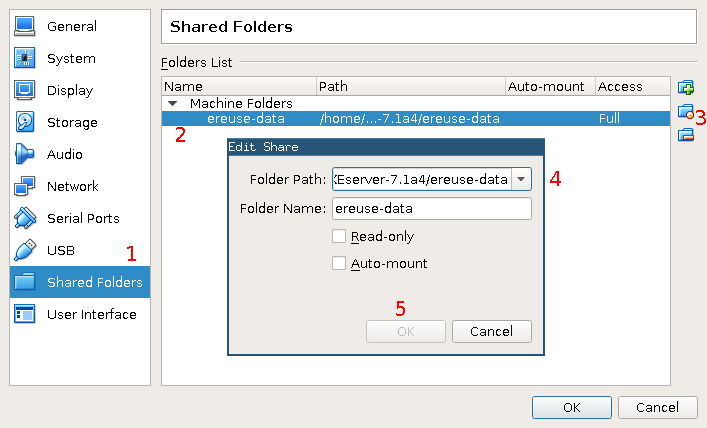 General
System
Display
Storage
Audio
Network
Serial Ports
USB
1
Shared Folders
User Interface
Shared Folders
Folders List
Name Path Auto-mount Access
Machine Folders
ereuse-data /home/...-7.1a4/ereuse-data Full
2
3
Edit Share
Folder Path: Eserver-7.1a4/ereuse-data
4
Folder Name: ereuse-data
Read-only
Auto-mount
5
OK Cancel
OK Cancel